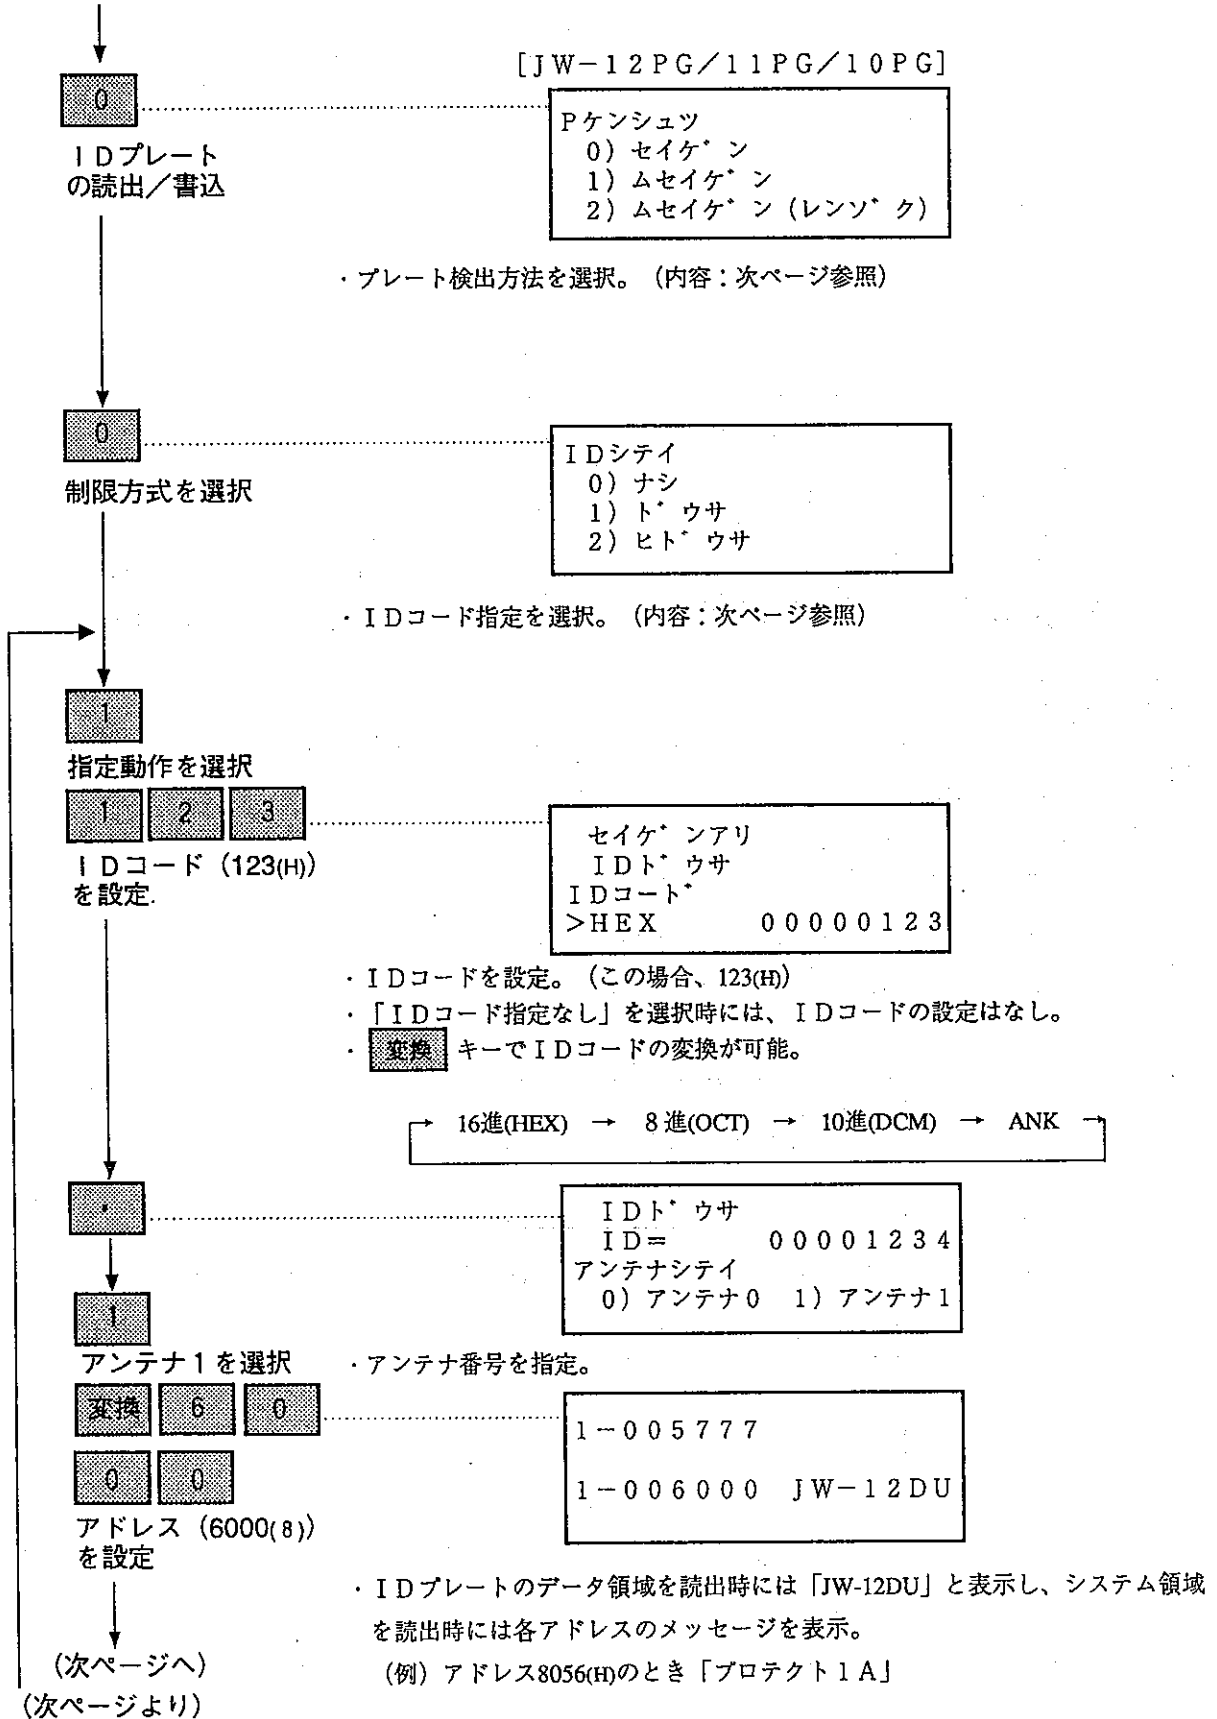 [JW-12PG/11PG/10PG]
0
Pケンシュツ
0) セイゲン
1) ムセイゲン
2) ムセイゲン (レンゾク)
IDプレート
の読出/書込
・プレート検出方法を選択。(内容:次ページ参照)
0
IDシテイ
0) ナシ
1) ドウサ
2) ヒドウサ
制限方式を選択
・IDコード指定を選択。(内容:次ページ参照)
1
指定動作を選択
1 2 3
セイゲンアリ
IDドウサ
IDコード
>HEX 00000123
IDコード(123(H))
を設定.
・IDコードを設定。(この場合、123(H))
・「IDコード指定なし」を選択時には、IDコードの設定はなし。
・ 変換 キーでIDコードの変換が可能。
→ 16進(HEX) → 8進(OCT) → 10進(DCM) → ANK →
・
IDドウサ
ID= 00001234
アンテナシテイ
0) アンテナ0 1) アンテナ1
1
アンテナ1を選択
・アンテナ番号を指定。
変換 6 0
0 0
1-005777
1-006000 JW-12DU
アドレス(6000(8))
を設定
・IDプレートのデータ領域を読出時には「JW-12DU」と表示し、システム領域
を読出時には各アドレスのメッセージを表示。
(例)アドレス8056(H)のとき「プロテクト1A」
(次ページへ)
(次ページより)